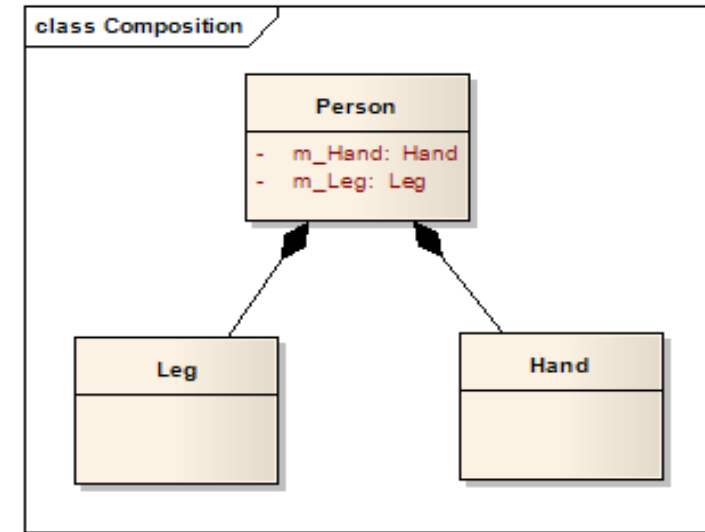 class Composition
Person
- m_Hand: Hand
- m_Leg: Leg
Leg
Hand